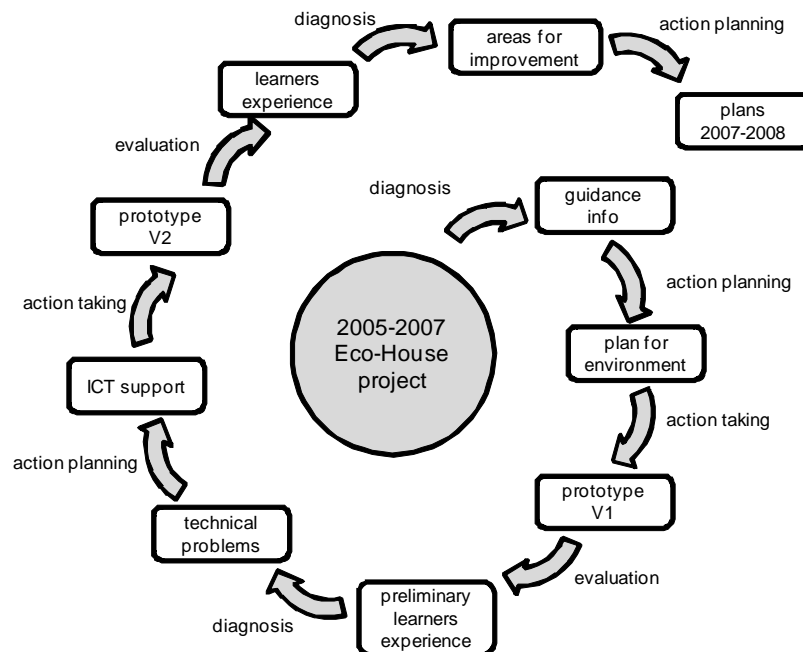 diagnosis
areas for
improvement
action planning
learners
experience
plans
2007-2008
evaluation
diagnosis
guidance
info
prototype
V2
action planning
action taking
2005-2007
Eco-House
project
plan for
environment
ICT support
action taking
action planning
prototype
V1
technical
problems
evaluation
preliminary
learners
experience
diagnosis